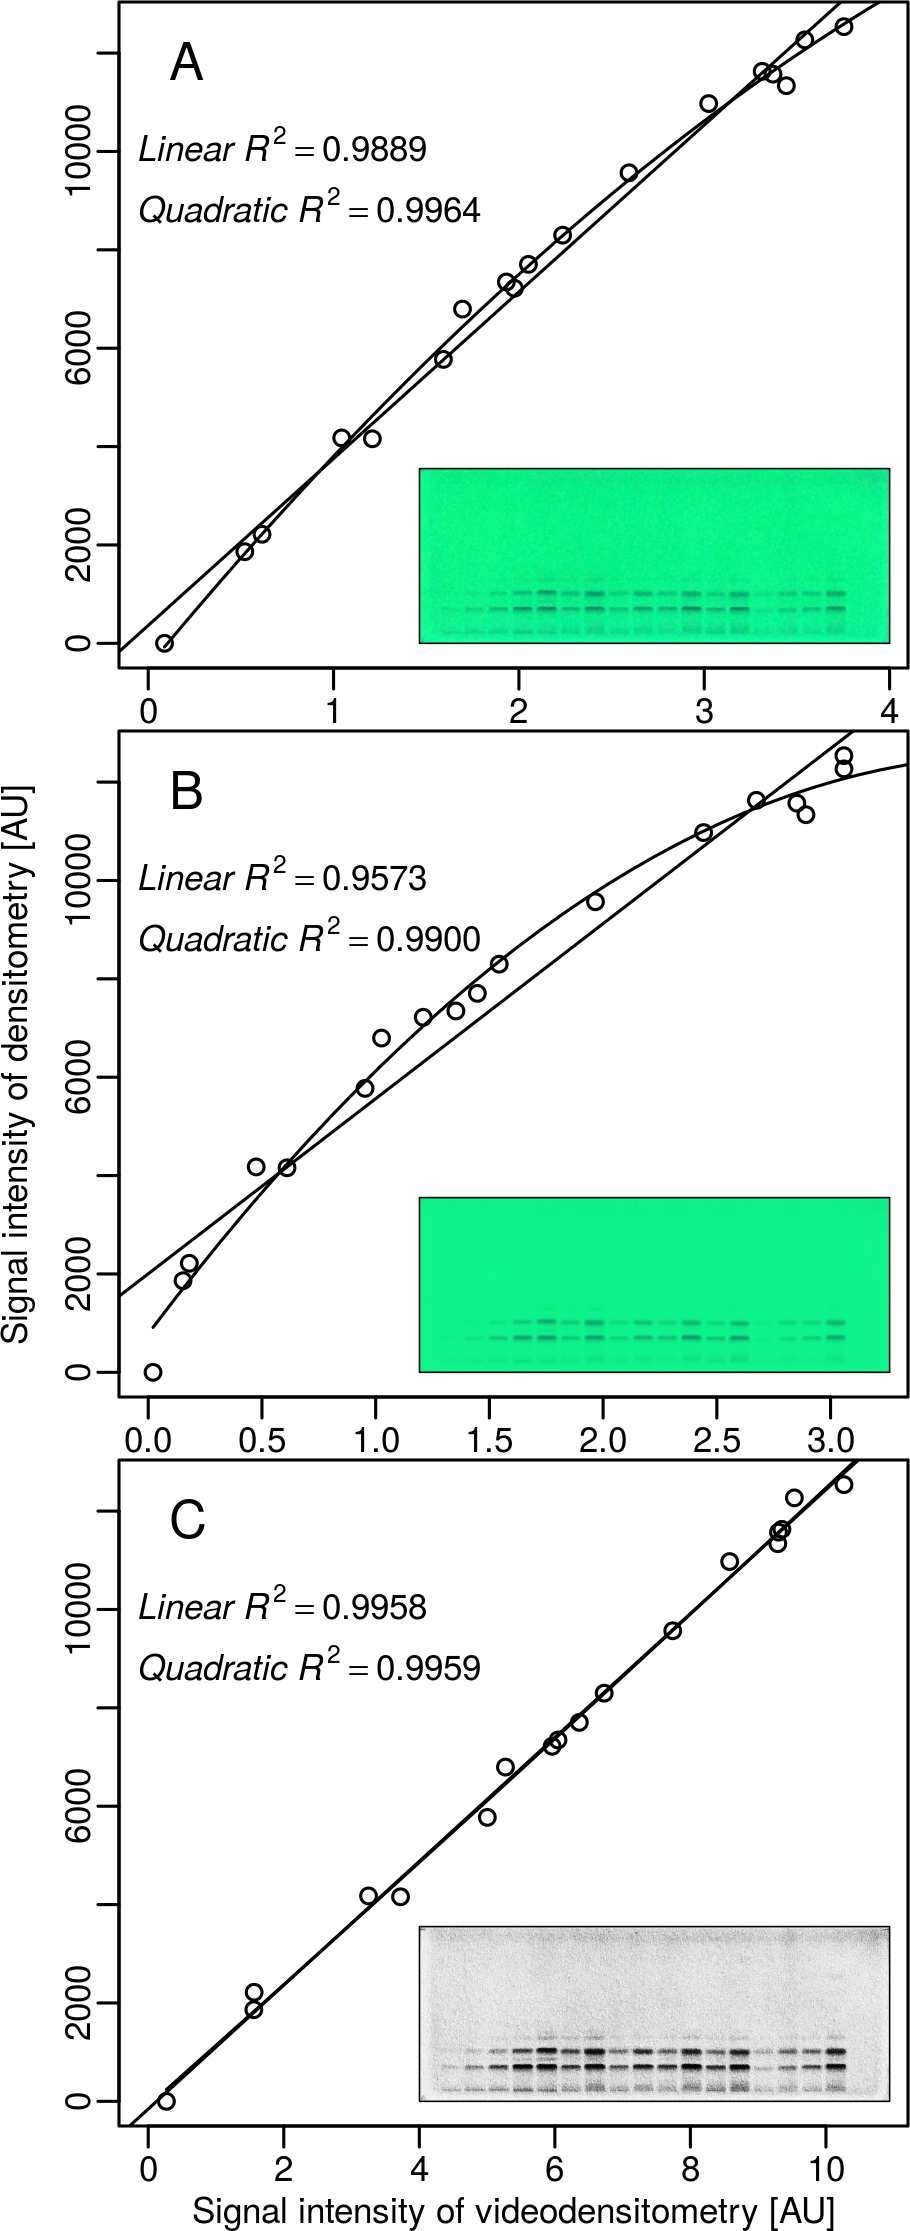 A
Linear R² = 0.9889
Quadratic R² = 0.9964
10000
6000
2000
0
0 1 2 3 4
Signal intensity of densitometry [AU]
B
Linear R² = 0.9573
Quadratic R² = 0.9900
10000
6000
2000
0
0.0 0.5 1.0 1.5 2.0 2.5 3.0
C
Linear R² = 0.9958
Quadratic R² = 0.9959
10000
6000
2000
0
0 2 4 6 8 10
Signal intensity of videodensitometry [AU]